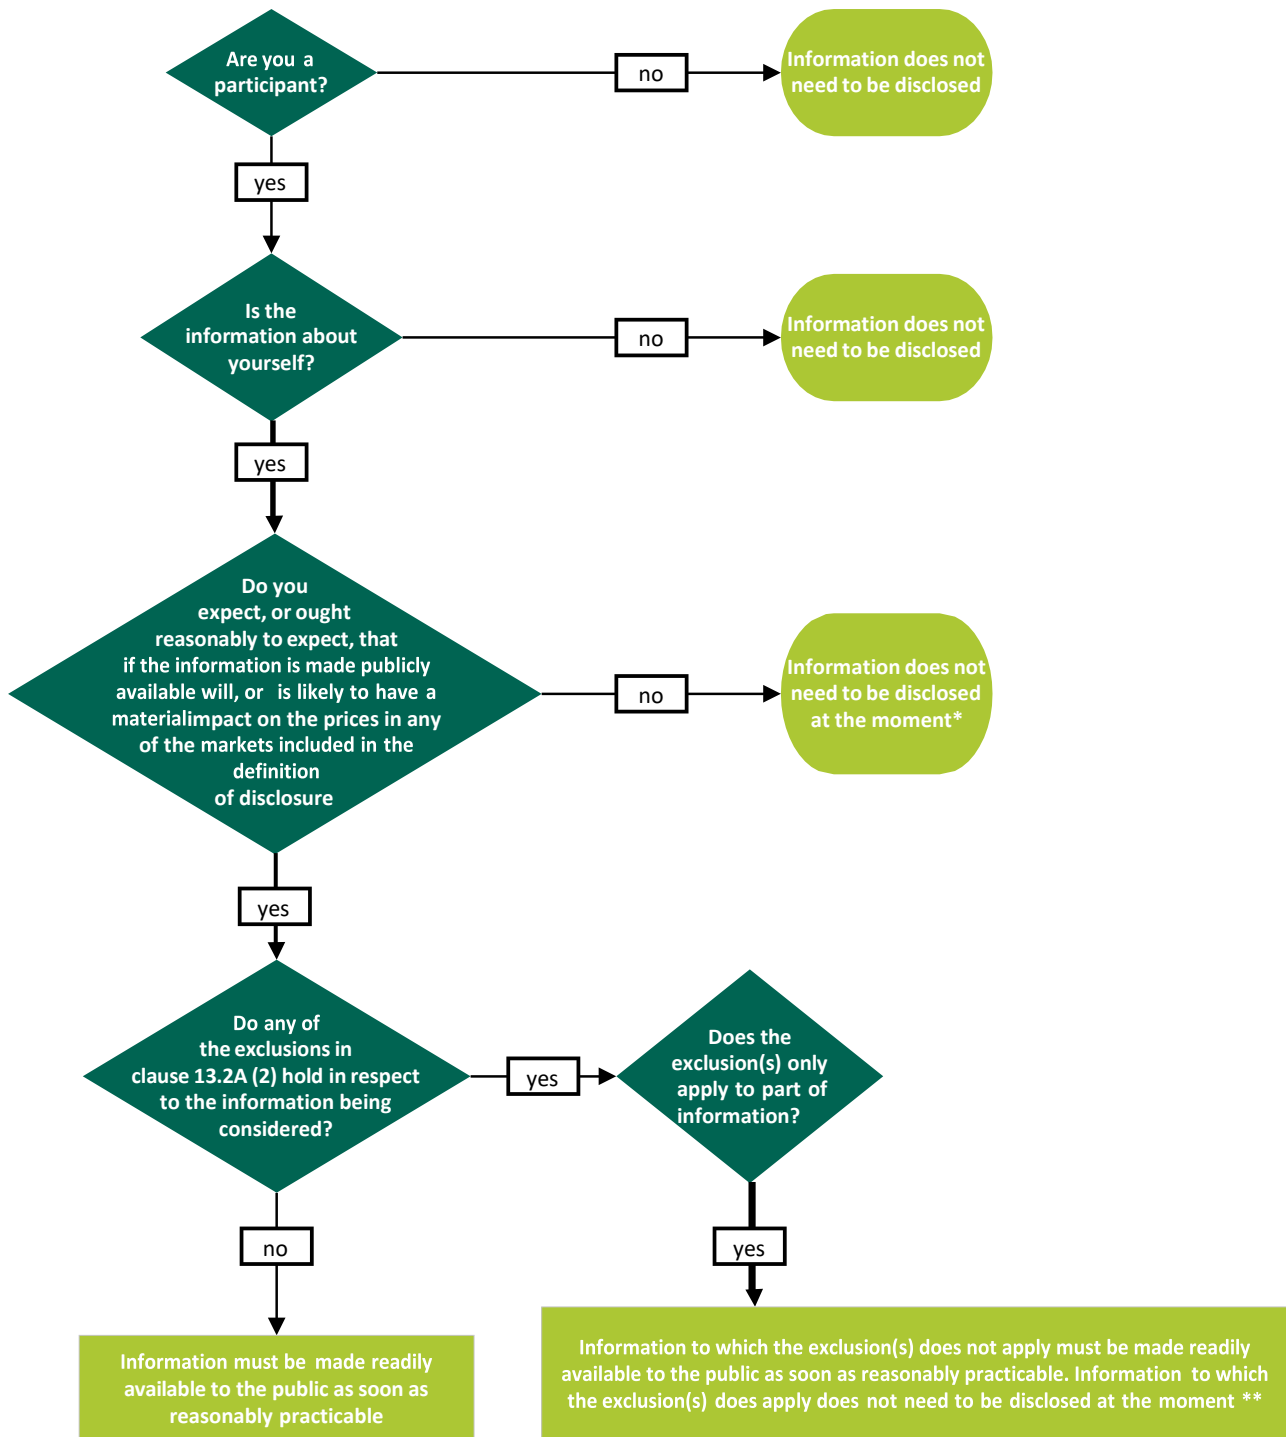 Are you a
participant?
no
Information does not
need to be disclosed
yes
Is the
information about
yourself?
no
Information does not
need to be disclosed
yes
Do you
expect, or ought
reasonably to expect, that
if the information is made publicly
available will, or is likely to have a
materialimpact on the prices in any
of the markets included in the
definition
of disclosure
no
Information does not
need to be disclosed
at the moment*
yes
Do any of
the exclusions in
clause 13.2A (2) hold in respect
to the information being
considered?
yes
Does the
exclusion(s) only
apply to part of
information?
no
yes
Information must be made readily
available to the public as soon as
reasonably practicable
Information to which the exclusion(s) does not apply must be made readily
available to the public as soon as reasonably practicable. Information to which
the exclusion(s) does apply does not need to be disclosed at the moment **